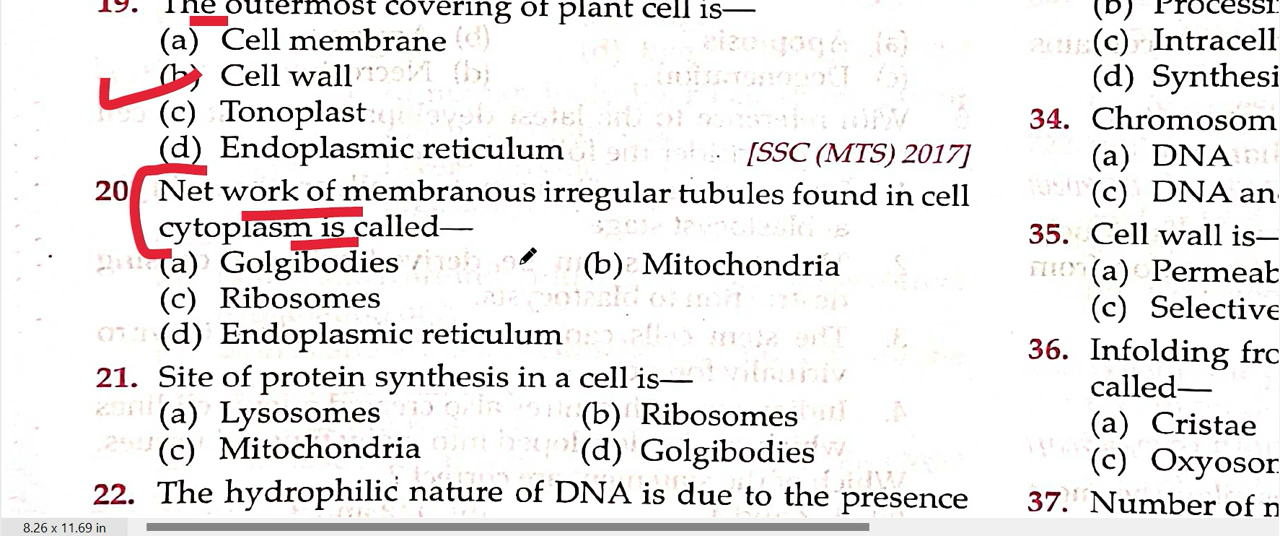 19. The outermost covering of plant cell is—
(a) Cell membrane
(b) Cell wall
(c) Tonoplast
(d) Endoplasmic reticulum [SSC (MTS) 2017]
20 Net work of membranous irregular tubules found in cell
cytoplasm is called—
(a) Golgibodies (b) Mitochondria
(c) Ribosomes
(d) Endoplasmic reticulum
21. Site of protein synthesis in a cell is—
(a) Lysosomes (b) Ribosomes
(c) Mitochondria (d) Golgibodies
22. The hydrophilic nature of DNA is due to the presence
(b) Processi
(c) Intracell
(d) Synthesi
34. Chromosom
(a) DNA
(c) DNA an
35. Cell wall is—
(a) Permeab
(c) Selective
36. Infolding fro
called—
(a) Cristae
(c) Oxyosor
37. Number of n
8.26 x 11.69 in